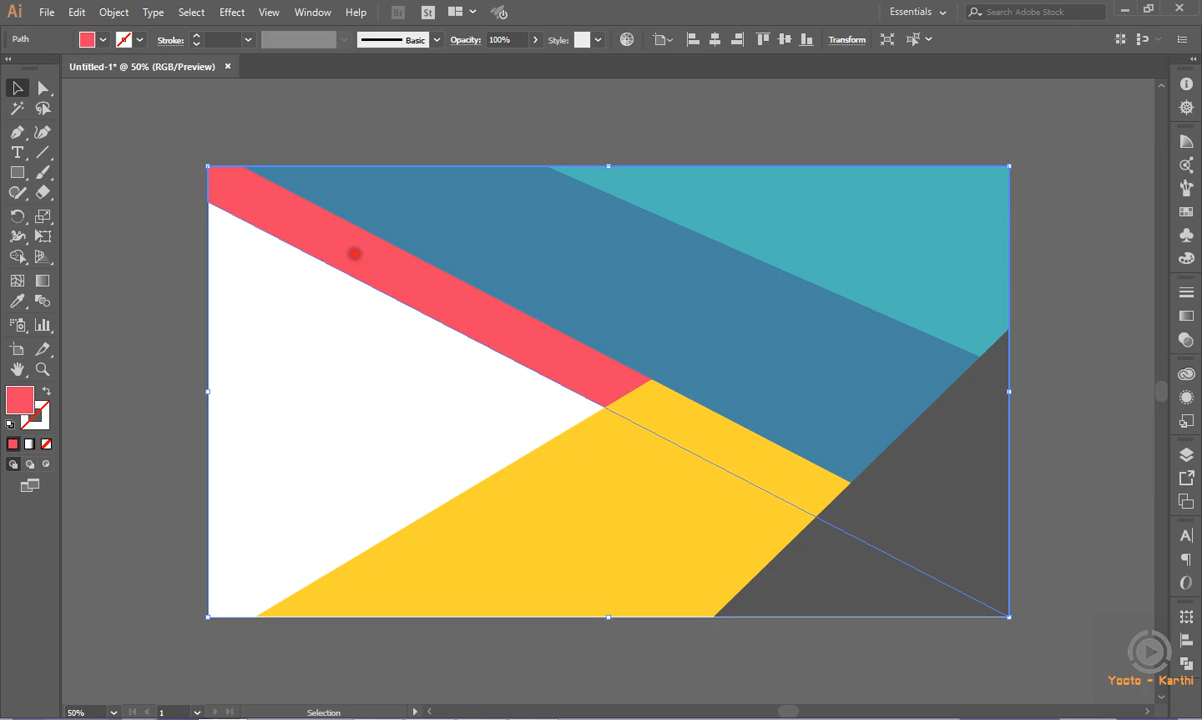 Ai File Edit Object Type Select Effect View Window Help Br St Essentials Search Adobe Stock
Path Stroke: Basic Opacity: 100% Style: Transform
Untitled-1* @ 50% (RGB/Preview) ×
T
A
Yooto - Karthi
50% 1 Selection